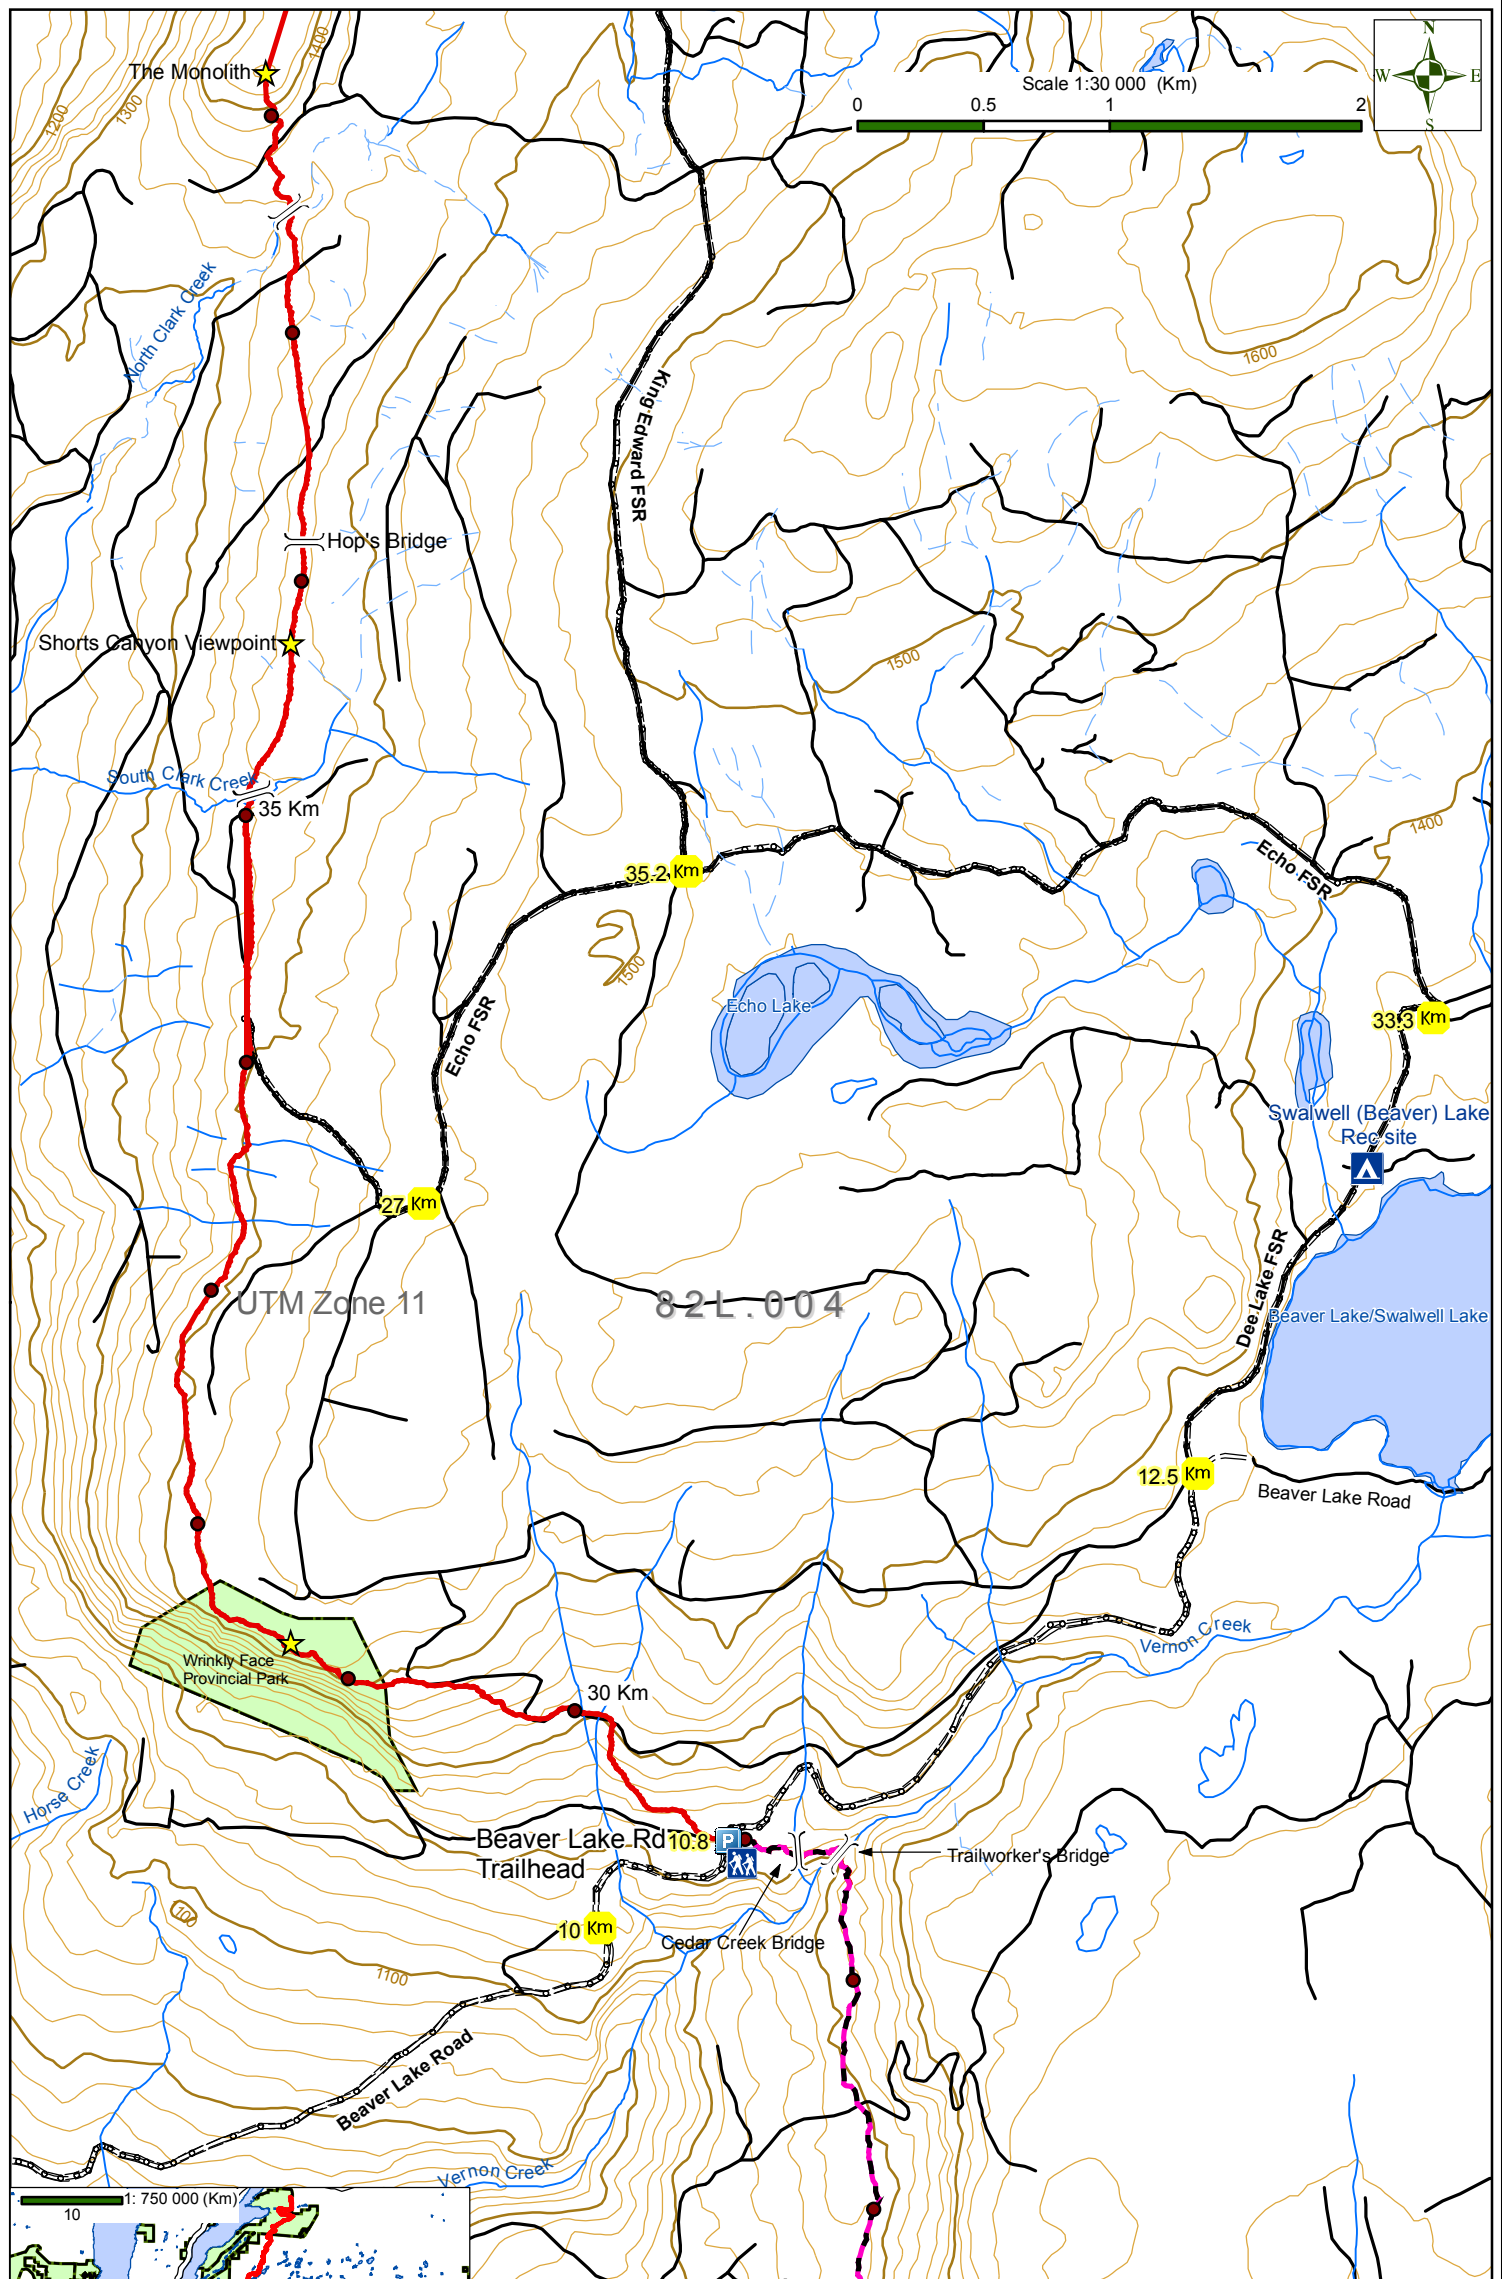 N
W E
S
Scale 1:30 000 (Km)
0 0.5 1 2
The Monolith
1400
1200
1300
North Clark Creek
1600
King Edward FSR
Hop's Bridge
Shorts Canyon Viewpoint
1500
South Clark Creek
35 Km
1400
Echo FSR
35.2 Km
1500
Echo Lake
Echo FSR
33.3 Km
Swalwell (Beaver) Lake
Rec site
27 Km
UTM Zone 11
82L.004
Dee Lake FSR
Beaver Lake/Swalwell Lake
12.5 Km
Beaver Lake Road
Vernon Creek
Wrinkly Face
Provincial Park
30 Km
Horse Creek
Beaver Lake Rd
Trailhead
10.8
P
Trailworker's Bridge
100
10 Km
Cedar Creek Bridge
1100
Beaver Lake Road
Vernon Creek
1: 750 000 (Km)
10